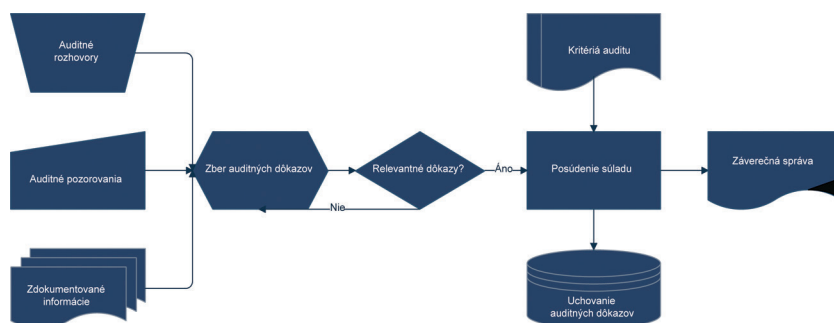 Auditné
rozhovory
Kritériá auditu
Auditné pozorovania
Zber auditných dôkazov
Relevantné dôkazy?
Áno
Posúdenie súladu
Záverečná správa
Nie
Zdokumentované
informácie
Uchovanie
auditných dôkazov